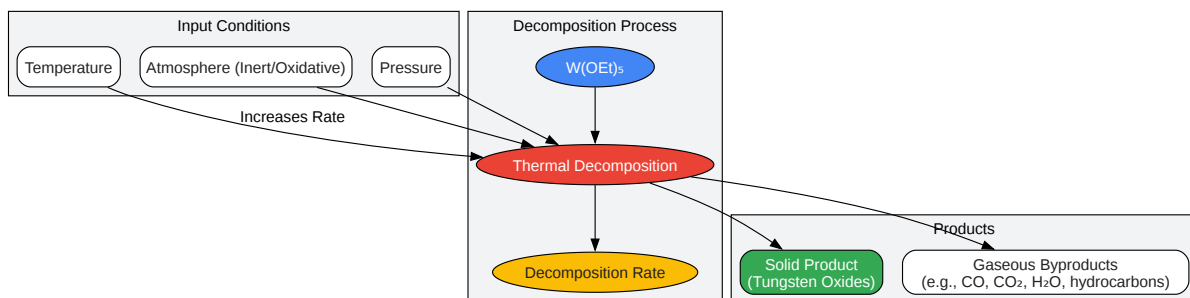 Input Conditions
Temperature
Atmosphere (Inert/Oxidative)
Pressure
Increases Rate
Decomposition Process
W(OEt)₅
Thermal Decomposition
Decomposition Rate
Products
Solid Product
(Tungsten Oxides)
Gaseous Byproducts
(e.g., CO, CO₂, H₂O, hydrocarbons)